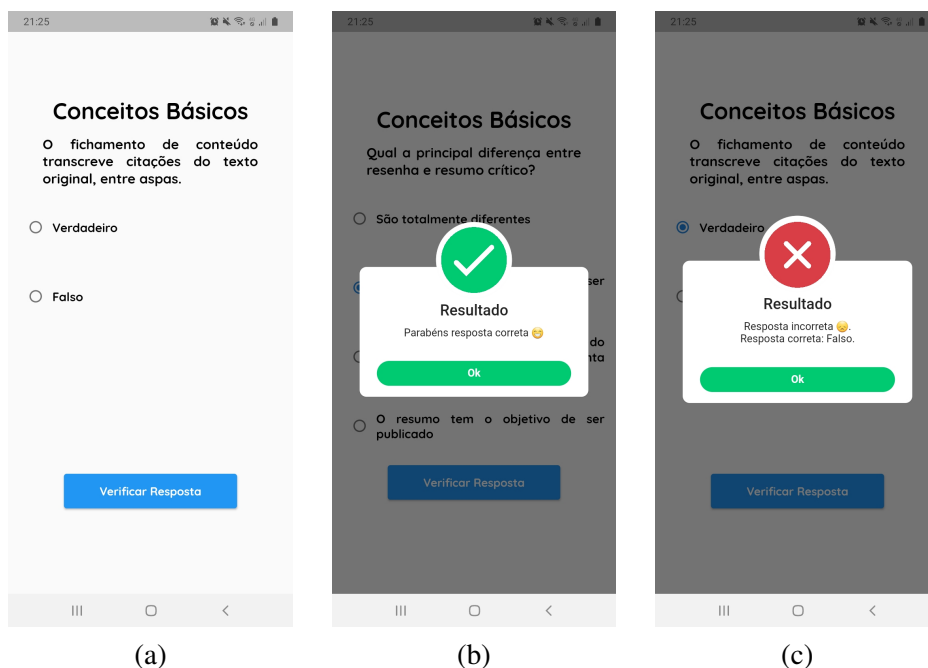 21:25
Conceitos Básicos
O fichamento de conteúdo
transcreve citações do texto
original, entre aspas.
Verdadeiro
Falso
Verificar Resposta
(a)
21:25
Conceitos Básicos
Qual a principal diferença entre
resenha e resumo crítico?
São totalmente diferentes
ser
Resultado
Parabéns resposta correta 😁
do
Ok
O resumo tem o objetivo de ser
publicado
Verificar Resposta
(b)
21:25
Conceitos Básicos
O fichamento de conteúdo
transcreve citações do texto
original, entre aspas.
Verdadeiro
Resultado
Resposta incorreta 😞.
Resposta correta: Falso.
Ok
Verificar Resposta
(c)